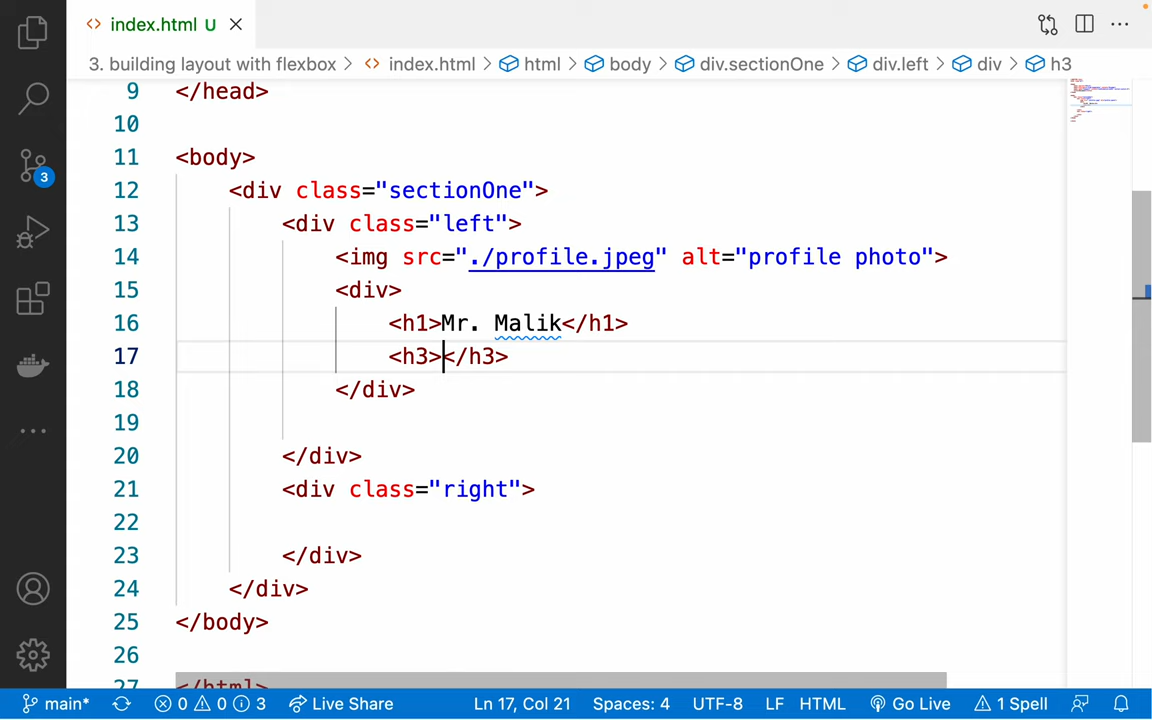 index.html U
3. building layout with flexbox > index.html > html > body > div.sectionOne > div.left > div > h3
9 </head>
10
11 <body>
12 <div class="sectionOne">
13 <div class="left">
14 <img src="./profile.jpeg" alt="profile photo">
15 <div>
16 <h1>Mr. Malik</h1>
17 <h3></h3>
18 </div>
19
20 </div>
21 <div class="right">
22
23 </div>
24 </div>
25 </body>
26
27 </html>
3
main* 0 0 3 Live Share Ln 17, Col 21 Spaces: 4 UTF-8 LF HTML Go Live 1 Spell